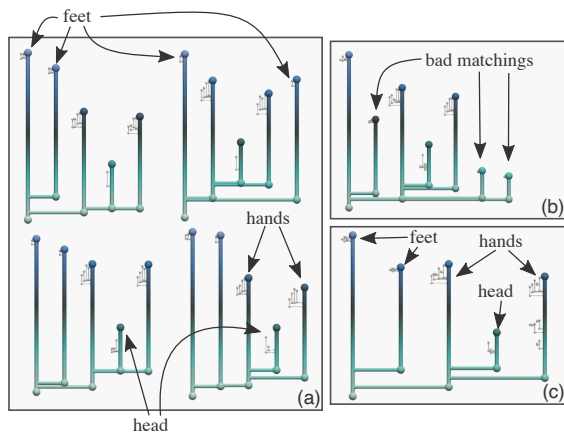 feet
bad matchings
(b)
hands
feet
hands
head
(a)
(c)
head